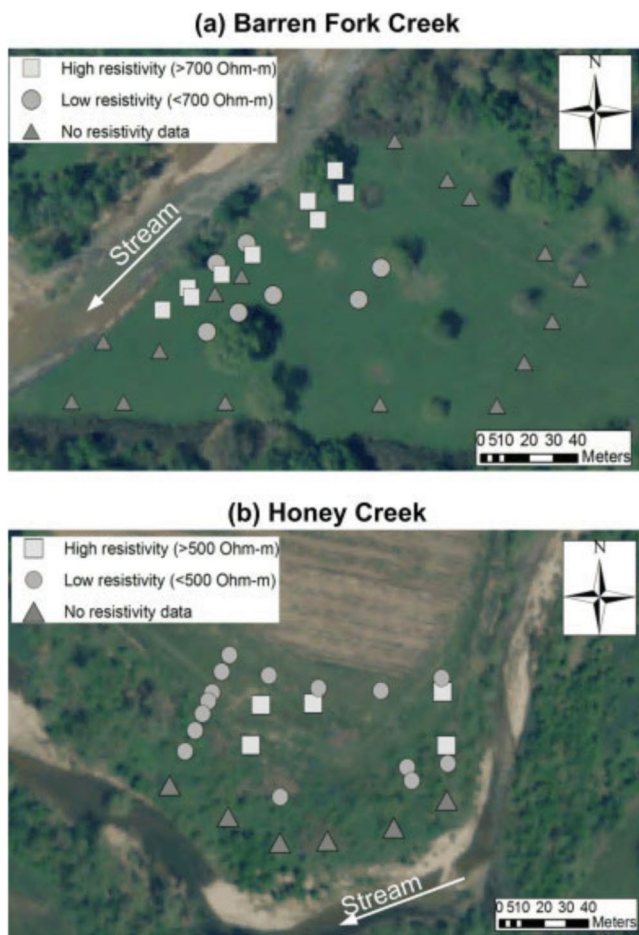 (a) Barren Fork Creek
High resistivity (>700 Ohm-m)
Low resistivity (<700 Ohm-m)
No resistivity data
N
Stream
0 5 10 20 30 40
Meters
(b) Honey Creek
High resistivity (>500 Ohm-m)
Low resistivity (<500 Ohm-m)
No resistivity data
N
Stream
0 5 10 20 30 40
Meters